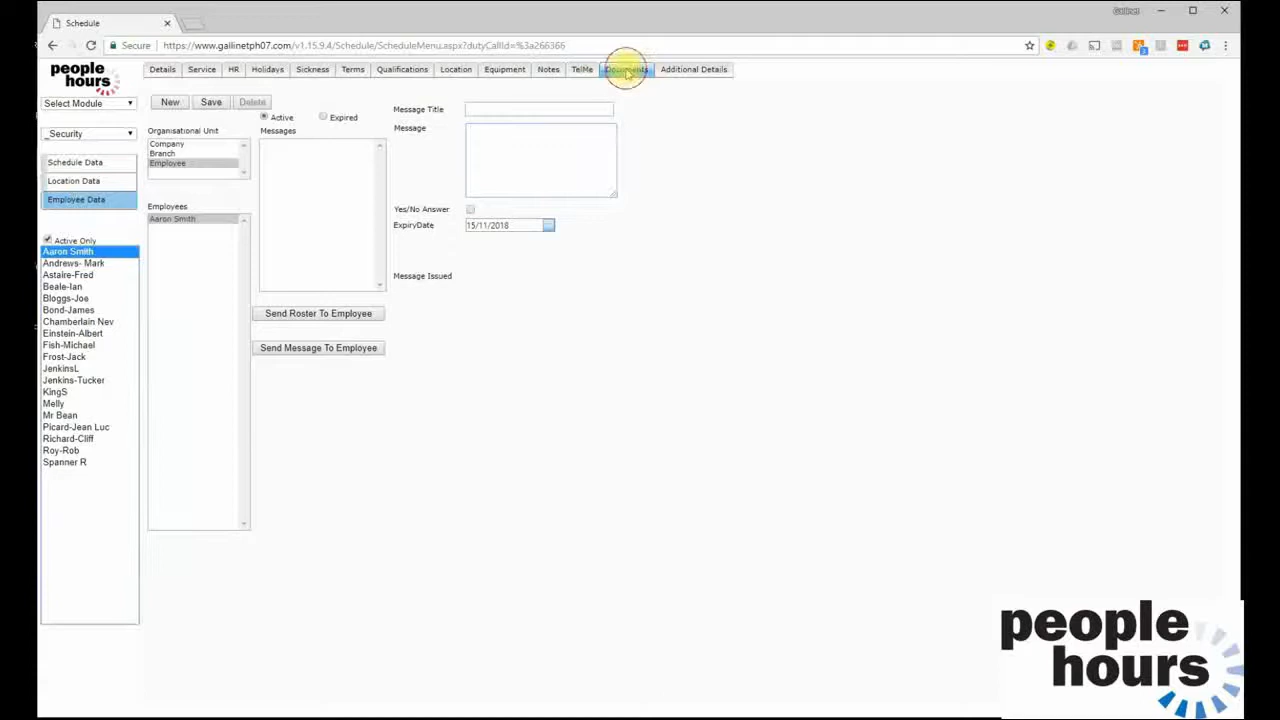 Schedule
Gallinet
Secure
https://www.gallinetph07.com/v1.15.9.4/Schedule/ScheduleMenu.aspx?dutyCallId=%3a266366
people
hours
Details Service HR Holidays Sickness Terms Qualifications Location Equipment Notes TelMe Documents Additional Details
Select Module
_Security
Schedule Data
Location Data
Employee Data
Active Only
Aaron Smith
Andrews- Mark
Astaire-Fred
Beale-Ian
Bloggs-Joe
Bond-James
Chamberlain Nev
Einstein-Albert
Fish-Michael
Frost-Jack
JenkinsL
Jenkins-Tucker
KingS
Melly
Mr Bean
Picard-Jean Luc
Richard-Cliff
Roy-Rob
Spanner R
New Save Delete
Active Expired
Organisational Unit
Company
Branch
Employee
Employees
Aaron Smith
Messages
Send Roster To Employee
Send Message To Employee
Message Title
Message
Yes/No Answer
ExpiryDate 15/11/2018
Message Issued
people
hours